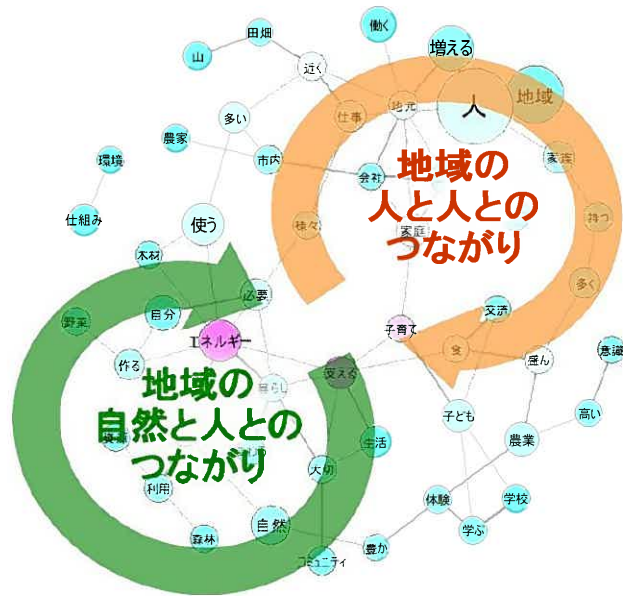 働く
田畑
増える
山
近く
地域
人
仕事
地元
多い
農家
環境
市内
会社
家族
地域の
人と人との
つながり
仕組み
使う
様々
家庭
持つ
木材
必要
多く
野菜
自分
交流
エネルギー
子育て
意識
作る
食
盛ん
支える
暮らし
地域の
自然と人との
つながり
子ども
高い
農業
生活
大切
利用
体験
学校
自然
森林
学ぶ
豊か
コミュニティ